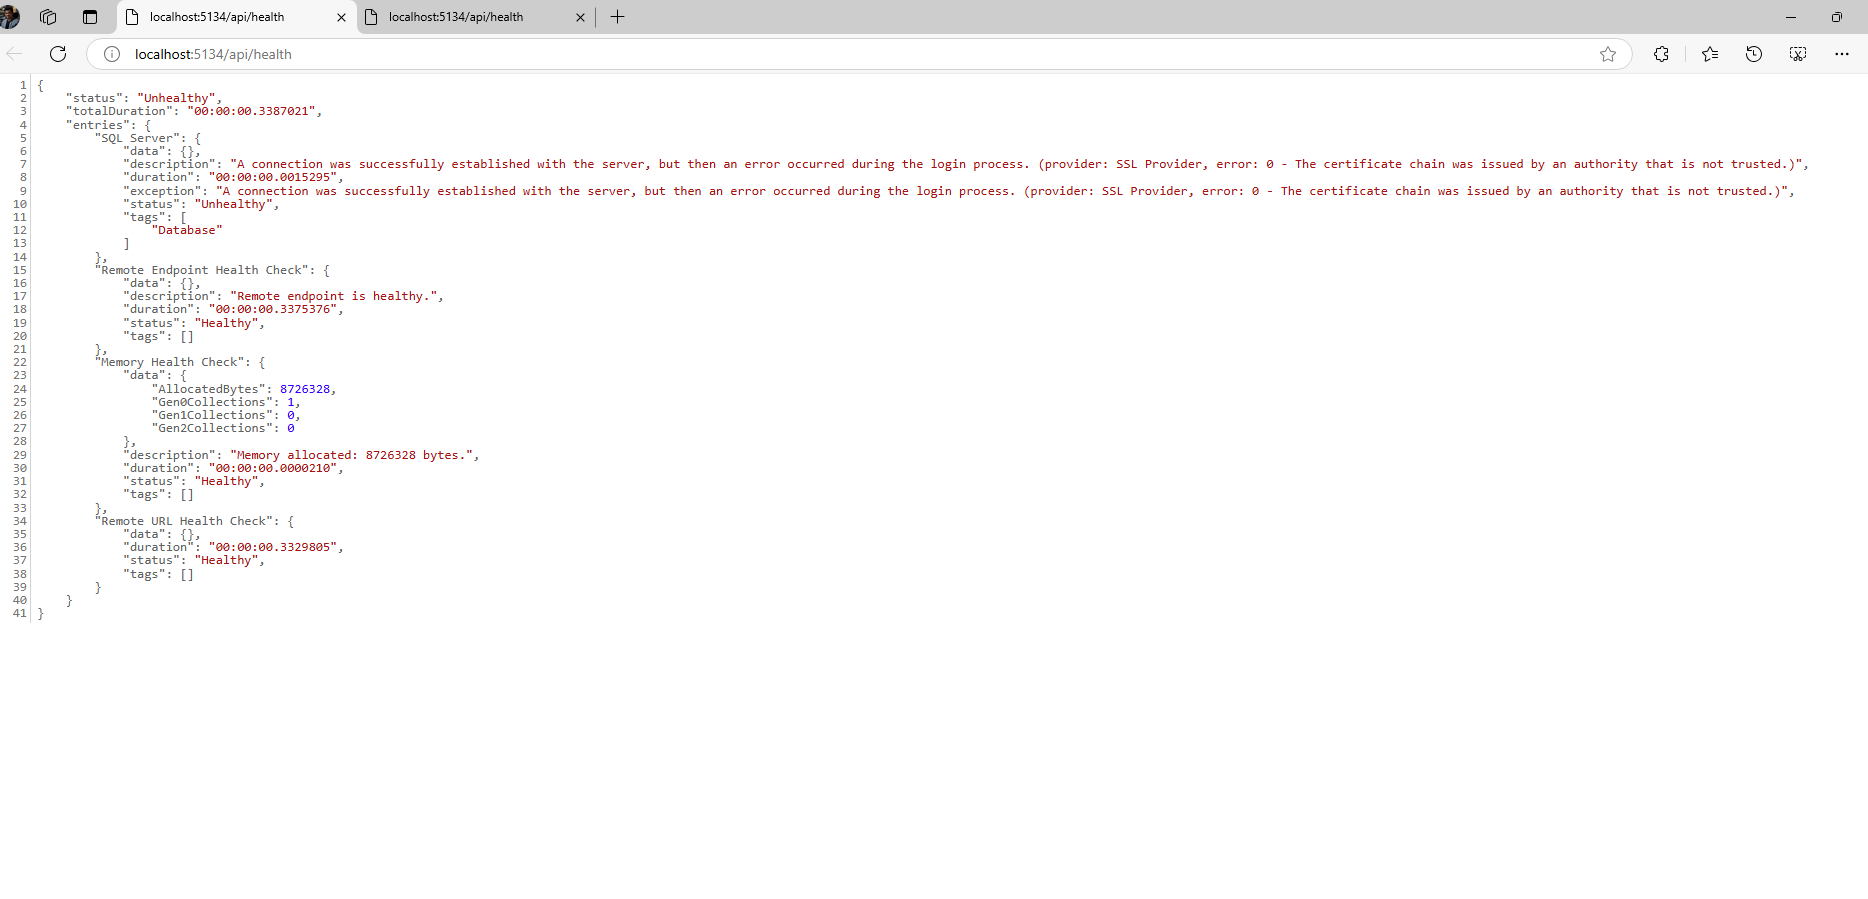 localhost:5134/api/health
localhost:5134/api/health
localhost:5134/api/health
1 {
2     "status": "Unhealthy",
3     "totalDuration": "00:00:00.3387021",
4     "entries": {
5         "SQL Server": {
6             "data": {},
7             "description": "A connection was successfully established with the server, but then an error occurred during the login process. (provider: SSL Provider, error: 0 - The certificate chain was issued by an authority that is not trusted.)",
8             "duration": "00:00:00.0015295",
9             "exception": "A connection was successfully established with the server, but then an error occurred during the login process. (provider: SSL Provider, error: 0 - The certificate chain was issued by an authority that is not trusted.)",
10             "status": "Unhealthy",
11             "tags": [
12                 "Database"
13             ]
14         },
15         "Remote Endpoint Health Check": {
16             "data": {},
17             "description": "Remote endpoint is healthy.",
18             "duration": "00:00:00.3375376",
19             "status": "Healthy",
20             "tags": []
21         },
22         "Memory Health Check": {
23             "data": {
24                 "AllocatedBytes": 8726328,
25                 "Gen0Collections": 1,
26                 "Gen1Collections": 0,
27                 "Gen2Collections": 0
28             },
29             "description": "Memory allocated: 8726328 bytes.",
30             "duration": "00:00:00.0000210",
31             "status": "Healthy",
32             "tags": []
33         },
34         "Remote URL Health Check": {
35             "data": {},
36             "duration": "00:00:00.3329805",
37             "status": "Healthy",
38             "tags": []
39         }
40     }
41 }